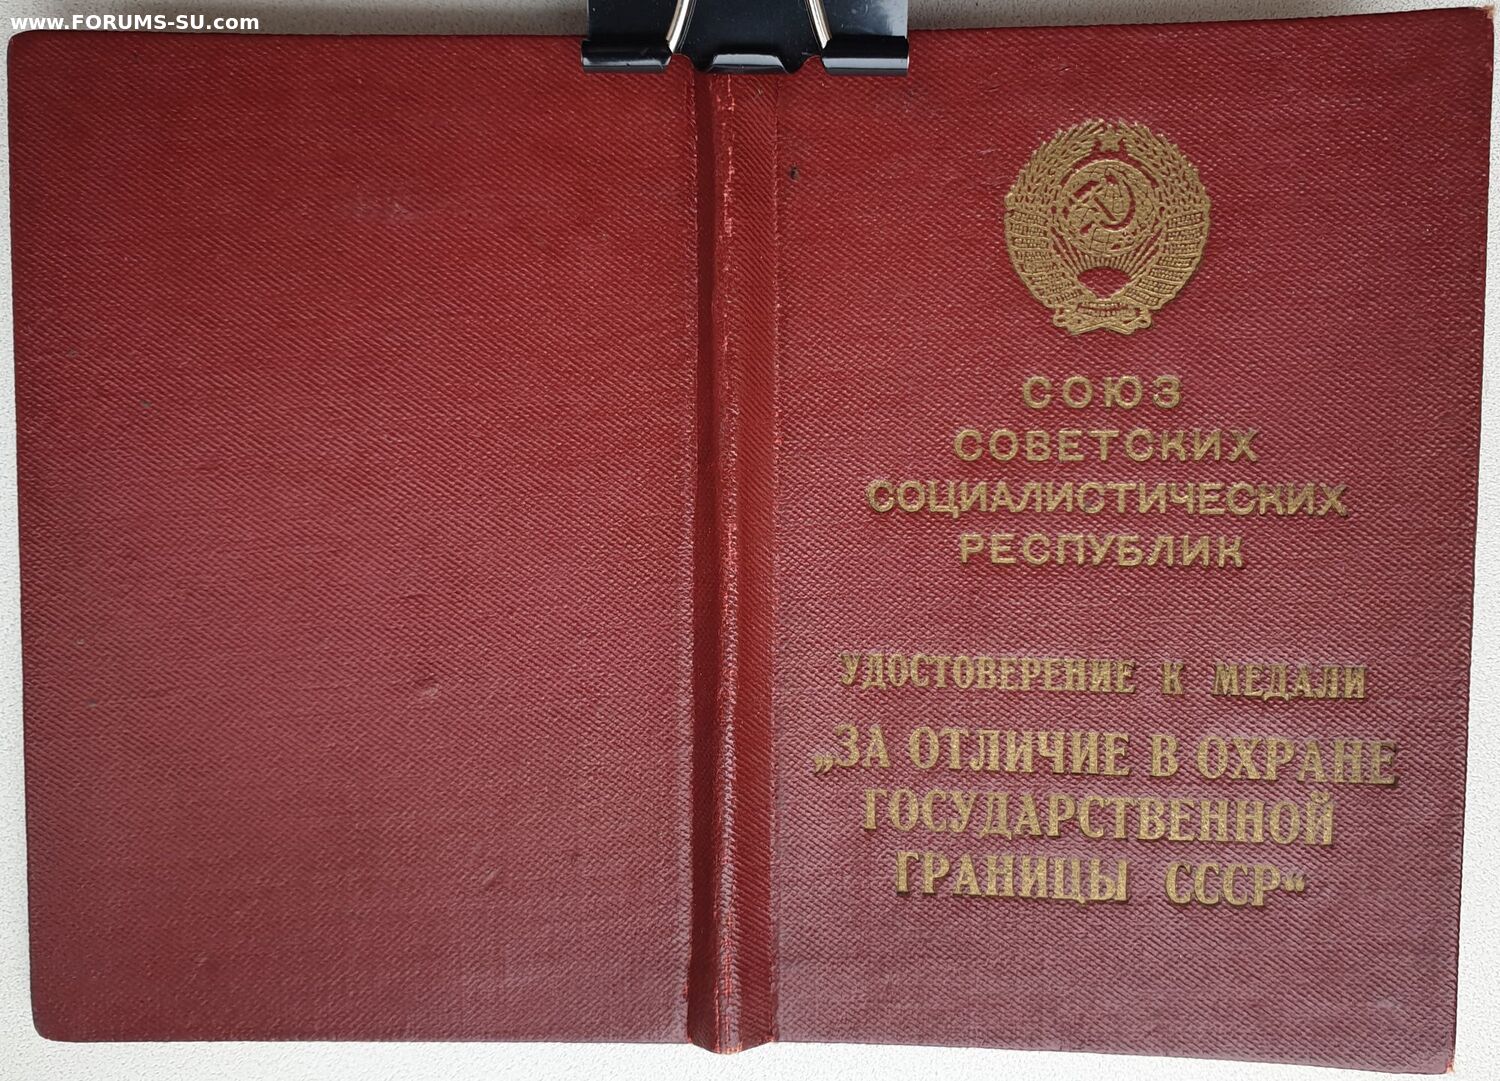 www.FORUMS-SU.com
СОЮЗ
СОВЕТСКИХ
СОЦИАЛИСТИЧЕСКИХ
РЕСПУБЛИК
УДОСТОВЕРЕНИЕ К МЕДАЛИ
„ЗА ОТЛИЧИЕ В ОХРАНЕ
ГОСУДАРСТВЕННОЙ
ГРАНИЦЫ СССР“